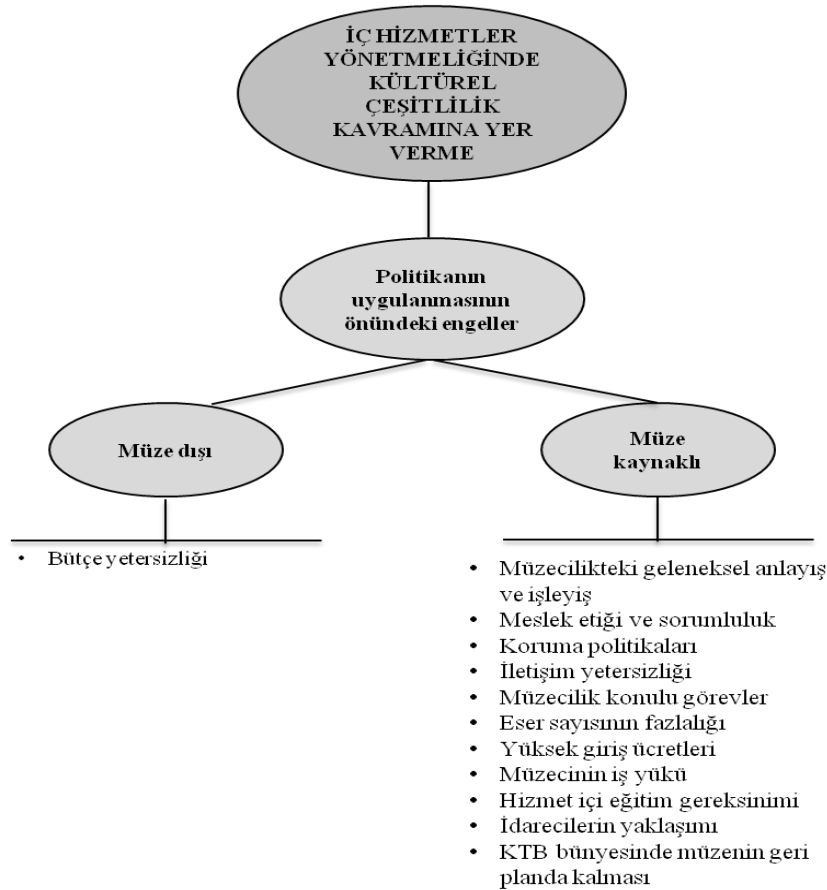 İÇ HİZMETLER
YÖNETMELİĞİNDE
KÜLTÜREL
ÇEŞİTLİLİK
KAVRAMINA YER
VERME
Politikanın
uygulanmasının
önündeki engeller
Müze dışı
Müze
kaynaklı
• Bütçe yetersizliği
• Müzecilikteki geleneksel anlayış
ve işleyiş
• Meslek etiği ve sorumluluk
• Koruma politikaları
• İletişim yetersizliği
• Müzecilik konulu görevler
• Eser sayısının fazlalığı
• Yüksek giriş ücretleri
• Müzecinin iş yükü
• Hizmet içi eğitim gereksinimi
• İdarecilerin yaklaşımı
• KTB bünyesinde müzenin geri
planda kalması